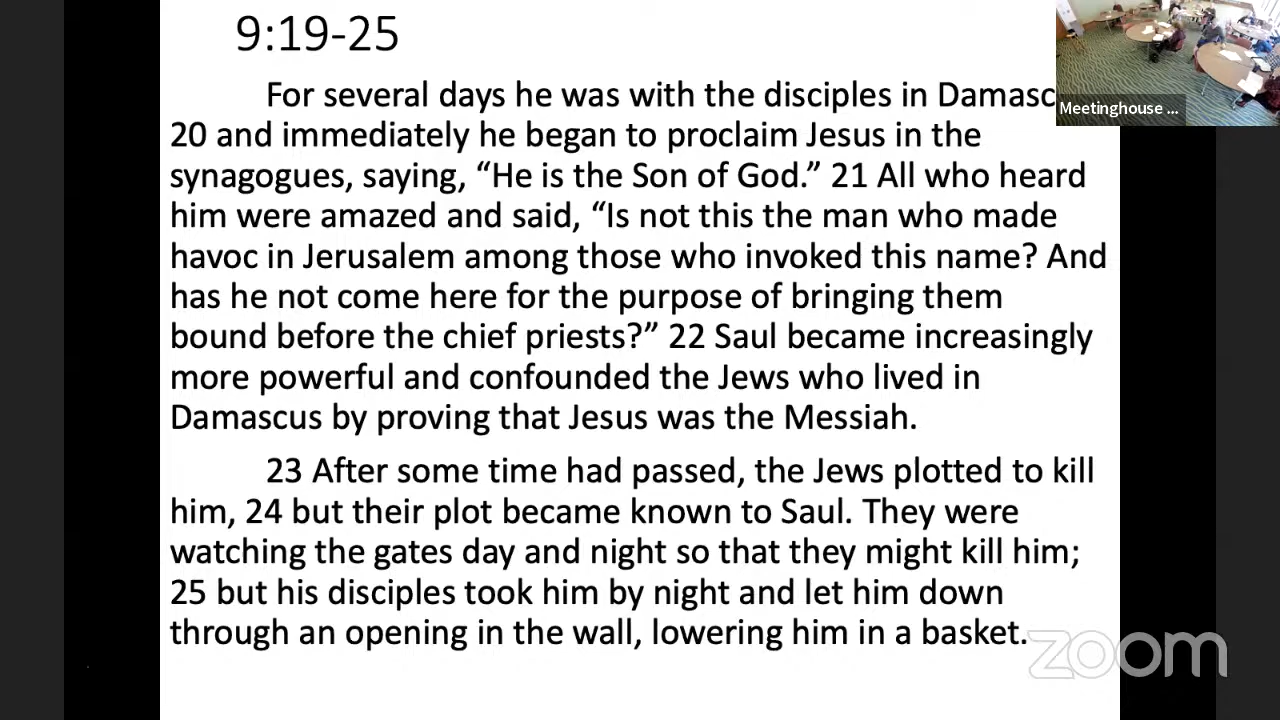 9:19-25
For several days he was with the disciples in Damasc
20 and immediately he began to proclaim Jesus in the
synagogues, saying, “He is the Son of God.” 21 All who heard
him were amazed and said, “Is not this the man who made
havoc in Jerusalem among those who invoked this name? And
has he not come here for the purpose of bringing them
bound before the chief priests?” 22 Saul became increasingly
more powerful and confounded the Jews who lived in
Damascus by proving that Jesus was the Messiah.
23 After some time had passed, the Jews plotted to kill
him, 24 but their plot became known to Saul. They were
watching the gates day and night so that they might kill him;
25 but his disciples took him by night and let him down
through an opening in the wall, lowering him in a basket.
Meetinghouse ...
zoom